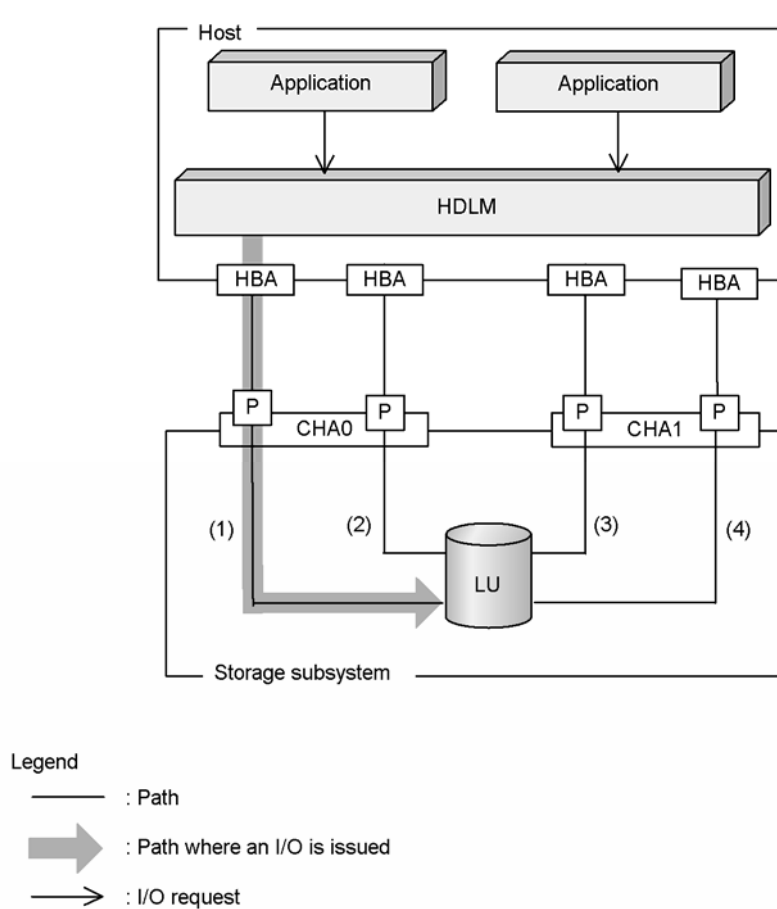 Host
Application
Application
HDLM
HBA
HBA
HBA
HBA
P
P
P
P
CHA0
CHA1
(1)
(2)
(3)
(4)
LU
Storage subsystem
Legend
: Path
: Path where an I/O is issued
: I/O request